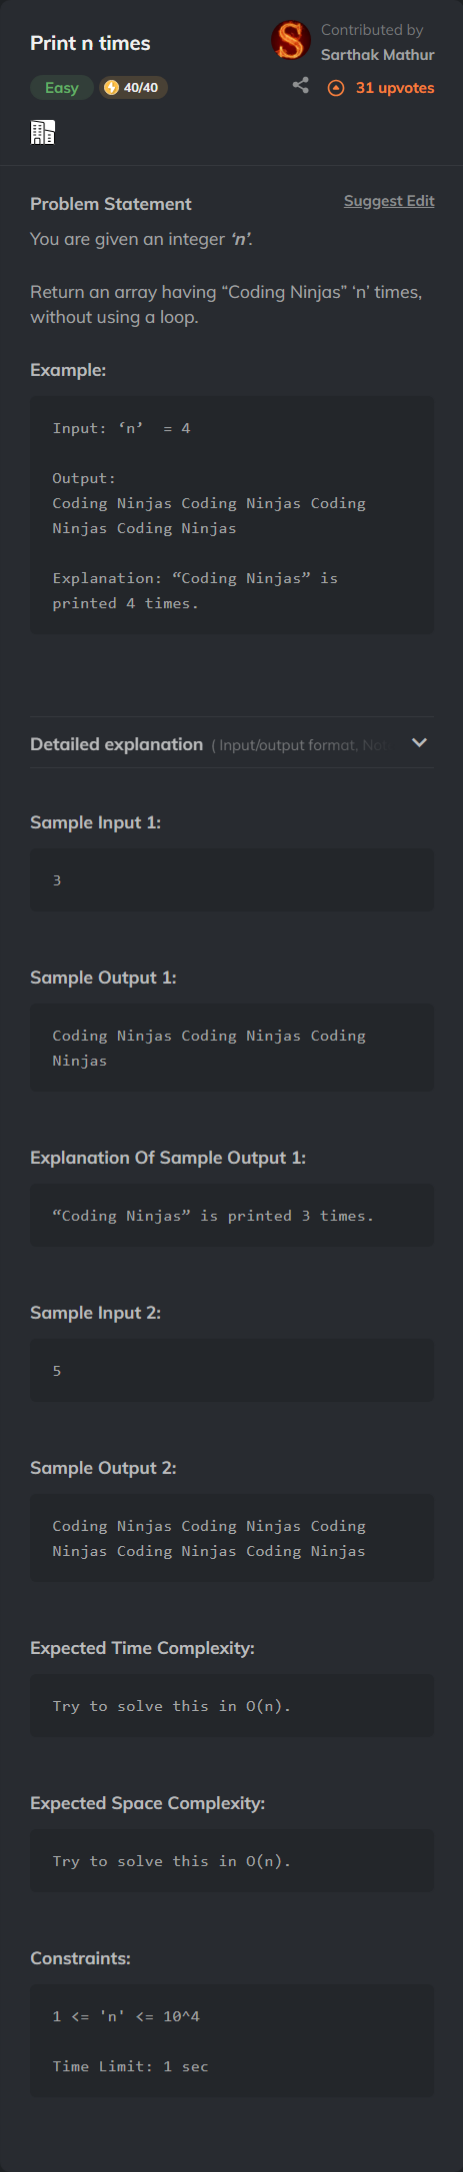 Print n times
Contributed by
Sarthak Mathur
Easy
40/40
31 upvotes
Problem Statement
Suggest Edit
You are given an integer ‘n’.
Return an array having “Coding Ninjas” ‘n’ times,
without using a loop.
Example:
Input: ‘n’  = 4
Output:
Coding Ninjas Coding Ninjas Coding
Ninjas Coding Ninjas
Explanation: “Coding Ninjas” is
printed 4 times.
Detailed explanation ( Input/output format, Not
Sample Input 1:
3
Sample Output 1:
Coding Ninjas Coding Ninjas Coding
Ninjas
Explanation Of Sample Output 1:
“Coding Ninjas” is printed 3 times.
Sample Input 2:
5
Sample Output 2:
Coding Ninjas Coding Ninjas Coding
Ninjas Coding Ninjas Coding Ninjas
Expected Time Complexity:
Try to solve this in O(n).
Expected Space Complexity:
Try to solve this in O(n).
Constraints:
1 <= 'n' <= 10^4
Time Limit: 1 sec